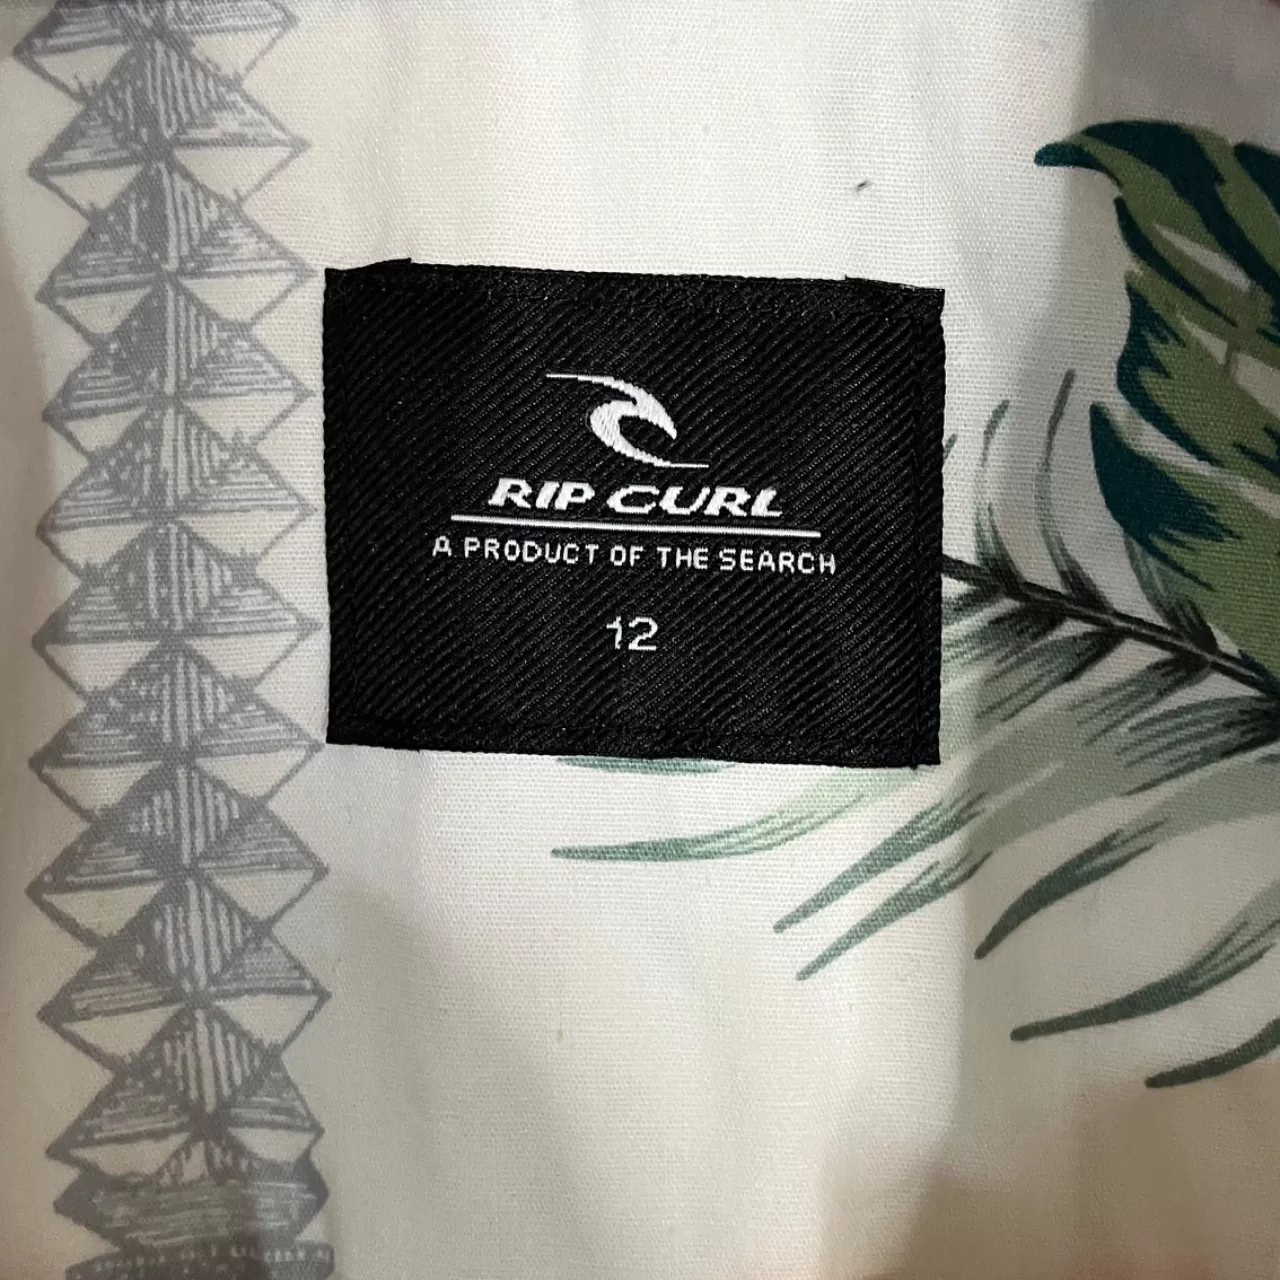 RIP CURL
A PRODUCT OF THE SEARCH
12